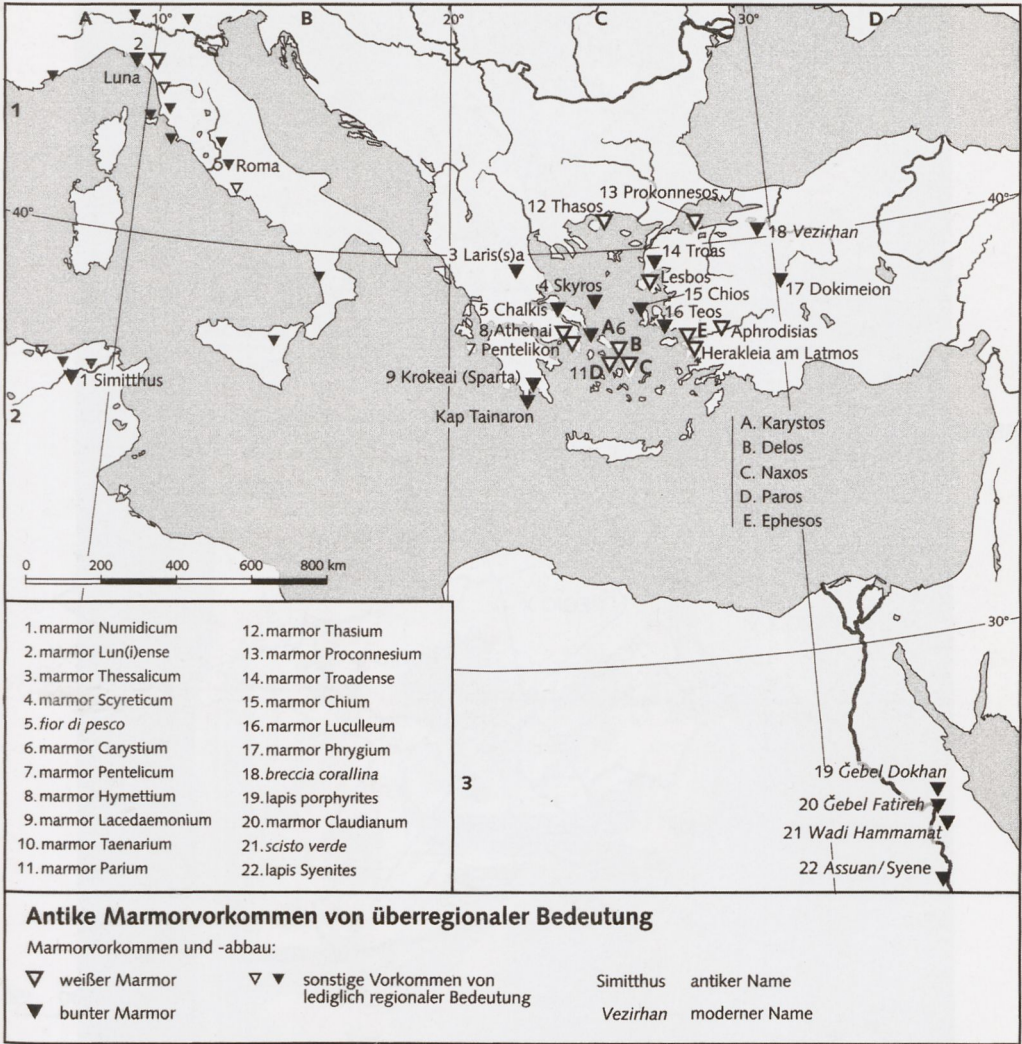 A
10°
B
20°
C
30°
D
2
Luna
1
Roma
40°
13 Prokonnesos
12 Thasos
40°
18 Vezirhan
3 Laris(s)a
14 Troas
Lesbos
4 Skyros
15 Chios
17 Dokimeion
5 Chalkis
16 Teos
8 Athenai
A 6
E
Aphrodisias
7 Pentelikon
B
Herakleia am Latmos
11 D
C
1 Simitthus
9 Krokeai (Sparta)
2
Kap Tainaron
A. Karystos
B. Delos
C. Naxos
D. Paros
E. Ephesos
0 200 400 600 800 km
30°
1. marmor Numidicum
2. marmor Lun(i)ense
3. marmor Thessalicum
4. marmor Scyreticum
5. fior di pesco
6. marmor Carystium
7. marmor Pentelicum
8. marmor Hymettium
9. marmor Lacedaemonium
10. marmor Taenarium
11. marmor Parium
12. marmor Thasium
13. marmor Proconnesium
14. marmor Troadense
15. marmor Chium
16. marmor Luculleum
17. marmor Phrygium
18. breccia corallina
19. lapis porphyrites
20. marmor Claudianum
21. scisto verde
22. lapis Syenites
3
19 Ğebel Dokhan
20 Ğebel Fatireh
21 Wadi Hammamat
22 Assuan/Syene
Antike Marmorvorkommen von überregionaler Bedeutung
Marmorvorkommen und -abbau:
weißer Marmor
bunter Marmor
sonstige Vorkommen von
lediglich regionaler Bedeutung
Simitthus antiker Name
Vezirhan moderner Name